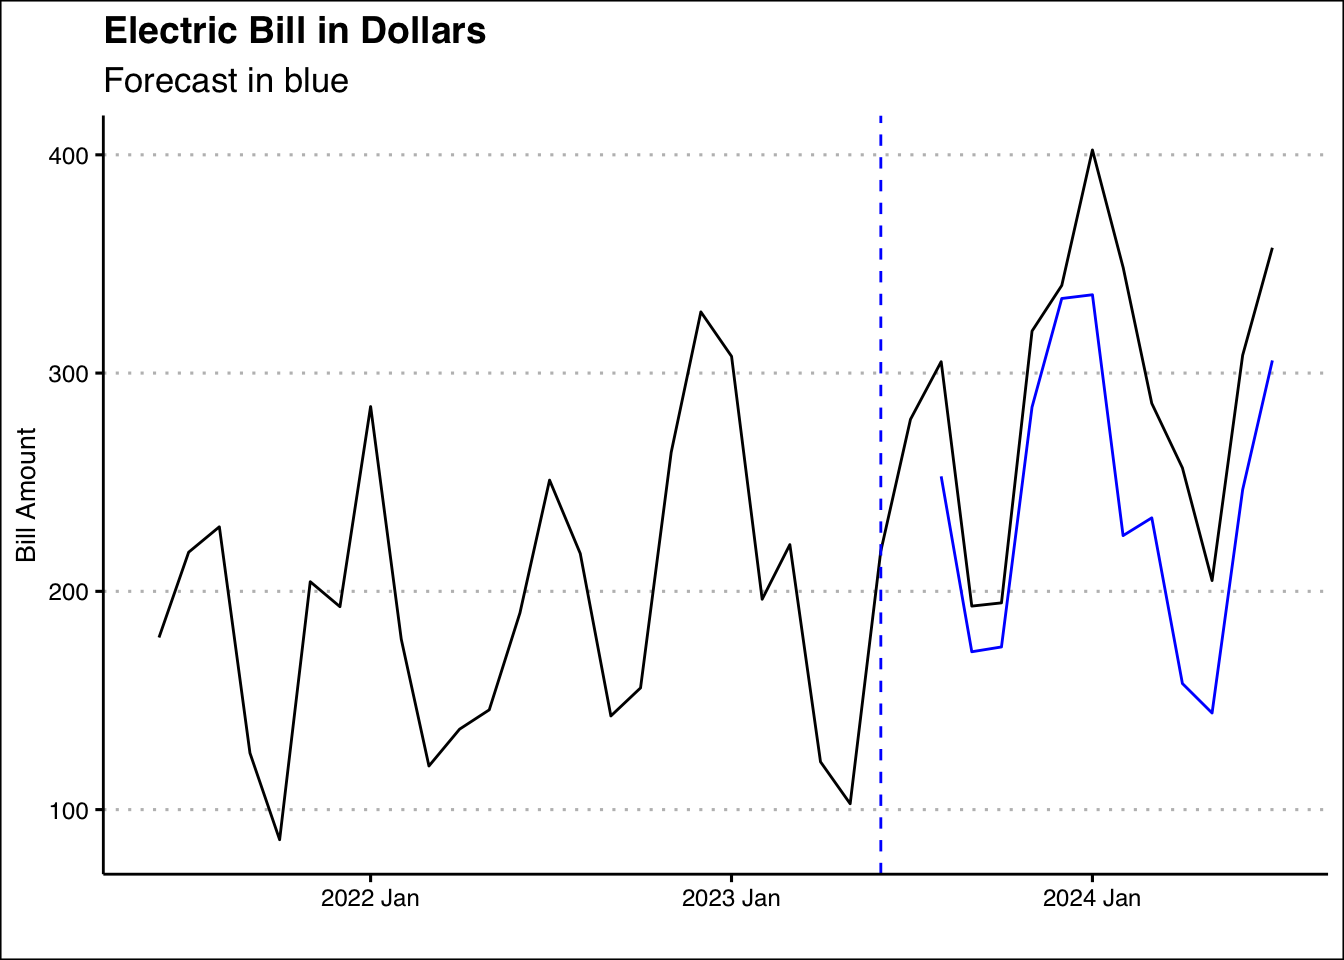 Electric Bill in Dollars
Forecast in blue
Bill Amount
400
300
200
100
2022 Jan
2023 Jan
2024 Jan